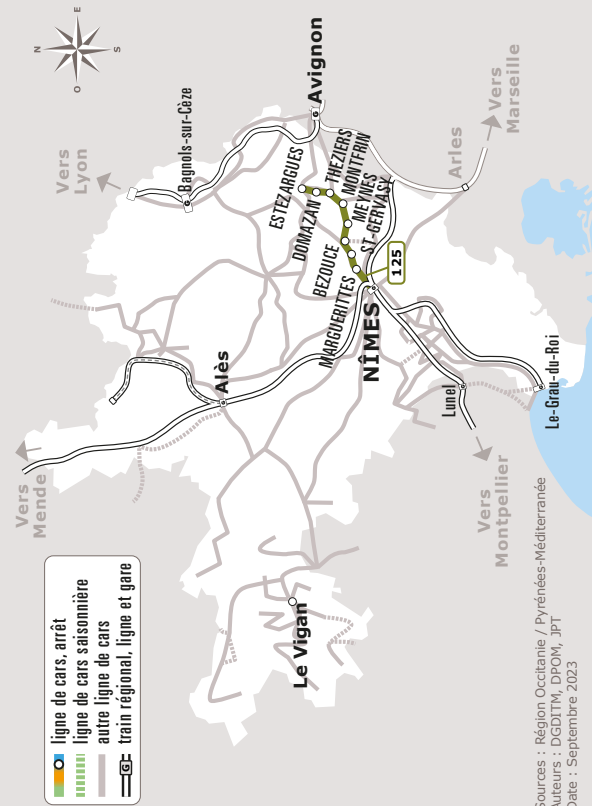 N
E
S
O
Vers
Lyon
Bagnols-sur-Cèze
Avignon
ESTEZARGUES
DOMAZAN
THEZIERS
MONTFRIN
MEYNES
ST-GERVASY
BEZOUCE
MARGUERITTES
NÎMES
125
Arles
Vers
Marseille
Alès
Vers
Mende
Lunel
Le-Grau-du-Roi
Vers
Montpellier
Le Vigan
ligne de cars, arrêt
ligne de cars saisonnière
autre ligne de cars
G train régional, ligne et gare
Sources : Région Occitanie / Pyrénées-Méditerranée
Auteurs : DGDITM, DPOM, JPT
Date : Septembre 2023